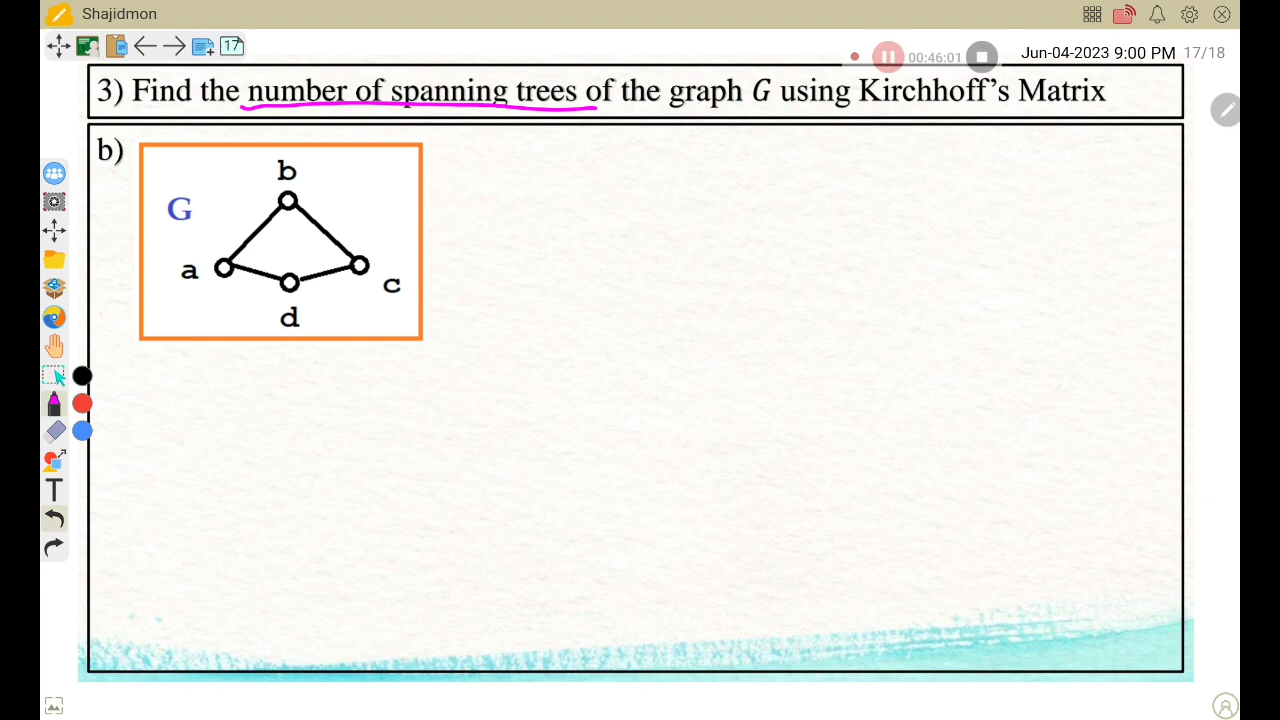 Shajidmon
17
00:46:01
Jun-04-2023 9:00 PM 17/18
3) Find the number of spanning trees of the graph G using Kirchhoff's Matrix
b)
b
G
a
c
d
T